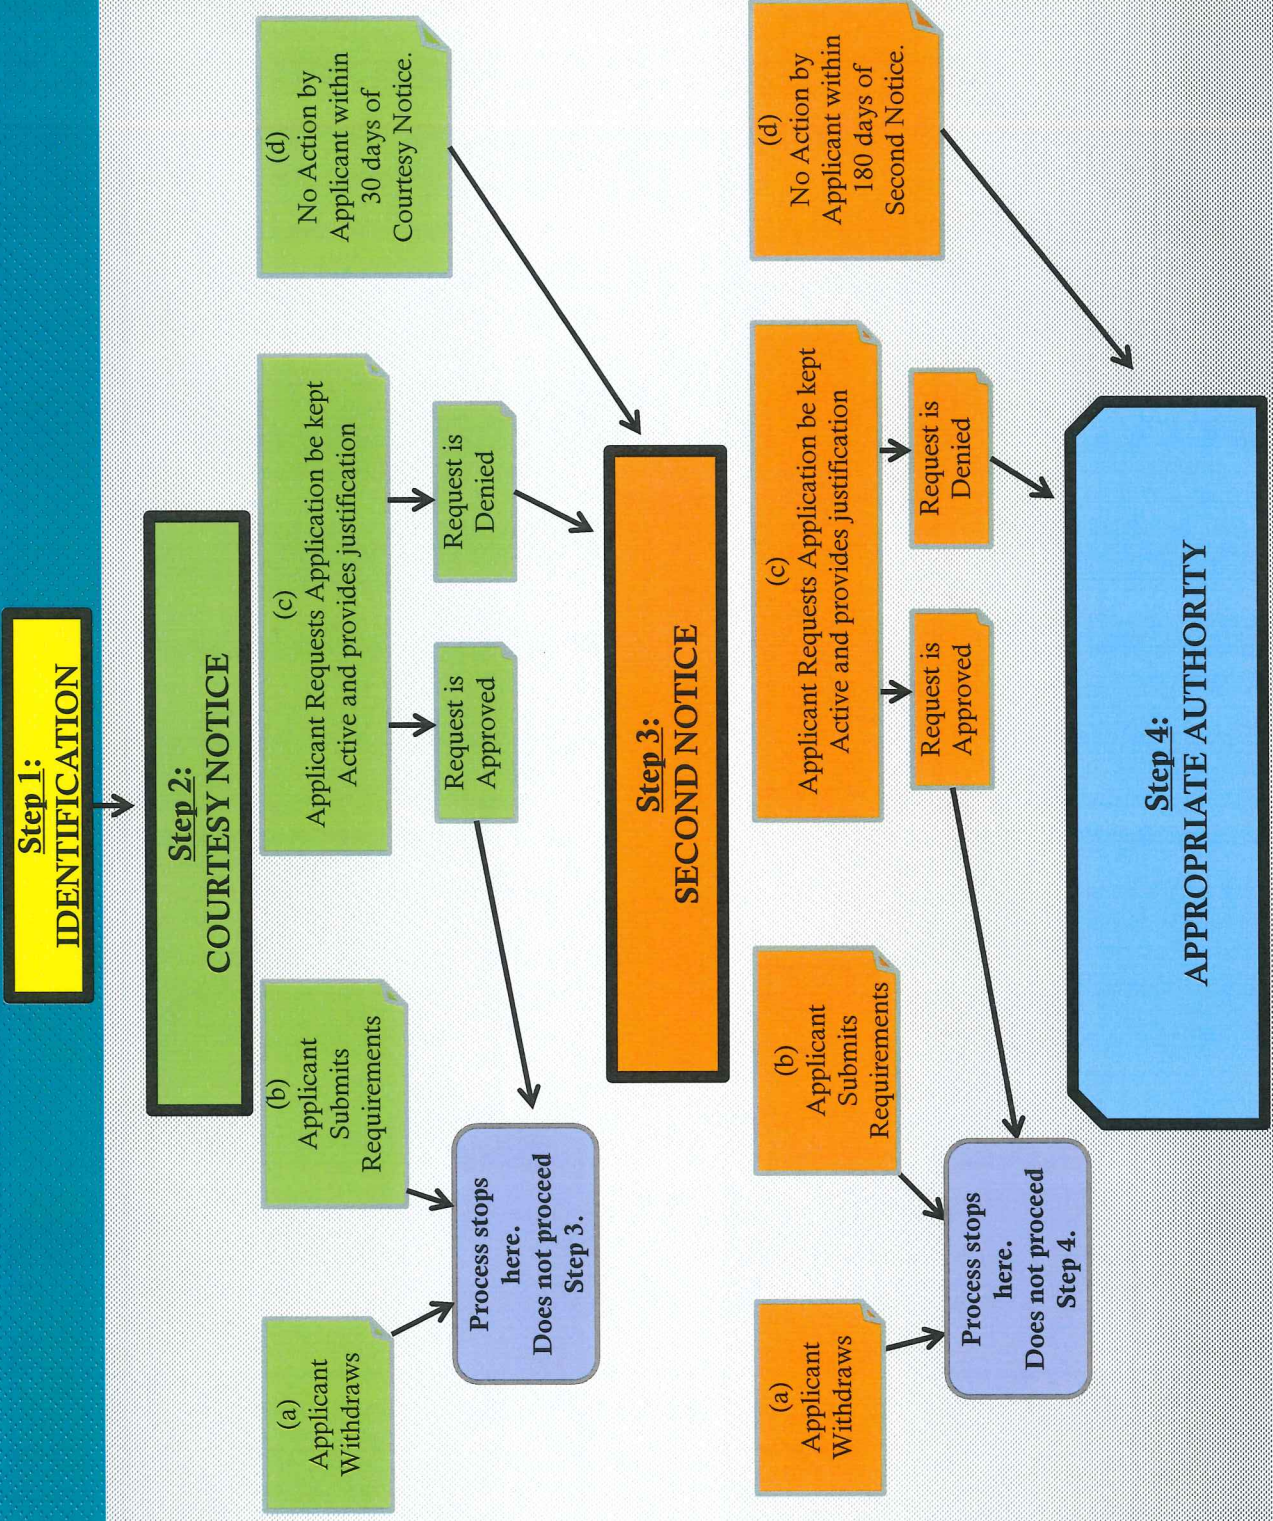 Step 1:
IDENTIFICATION
Step 2:
COURTESY NOTICE
(a)
Applicant
Withdraws
(b)
Applicant
Submits
Requirements
(c)
Applicant Requests Application be kept
Active and provides justification
(d)
No Action by
Applicant within
30 days of
Courtesy Notice.
Request is
Approved
Request is
Denied
Process stops
here.
Does not proceed
Step 3.
Step 3:
SECOND NOTICE
(a)
Applicant
Withdraws
(b)
Applicant
Submits
Requirements
(c)
Applicant Requests Application be kept
Active and provides justification
(d)
No Action by
Applicant within
180 days of
Second Notice.
Request is
Approved
Request is
Denied
Process stops
here.
Does not proceed
Step 4.
Step 4:
APPROPRIATE AUTHORITY